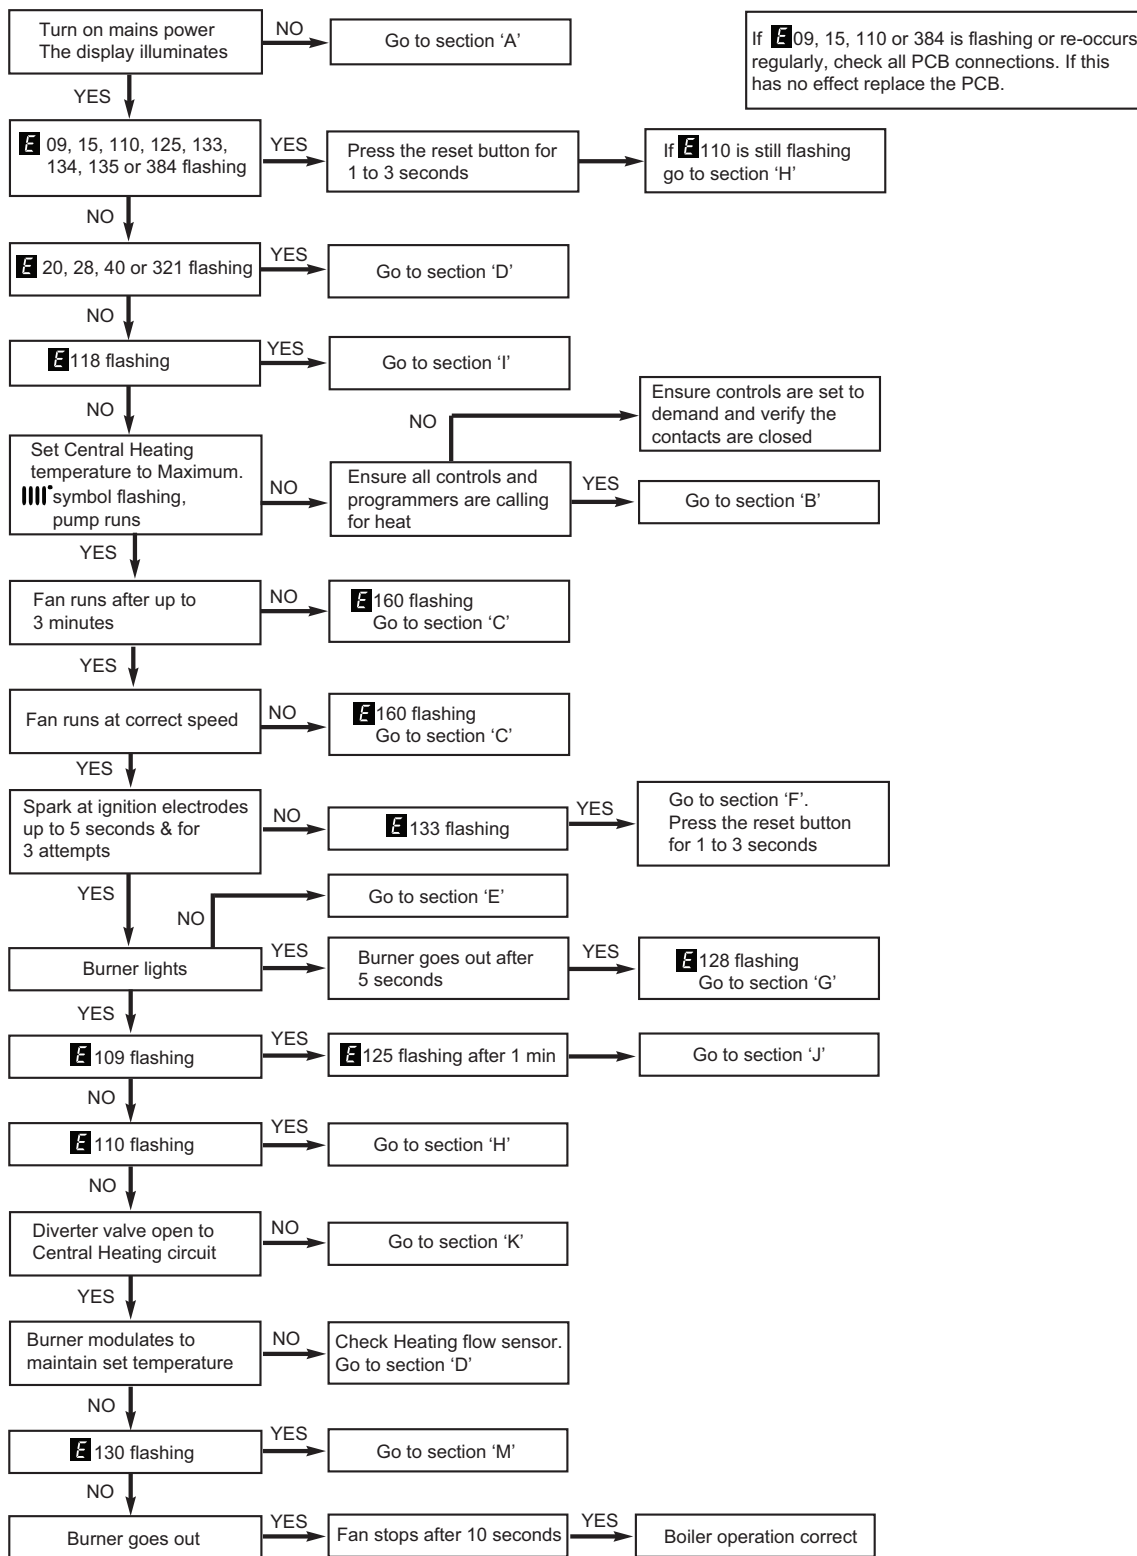 Turn on mains power
The display illuminates
NO
Go to section ‘A’
If E 09, 15, 110 or 384 is flashing or re-occurs
regularly, check all PCB connections. If this
has no effect replace the PCB.
YES
E 09, 15, 110, 125, 133,
134, 135 or 384 flashing
YES
Press the reset button for
1 to 3 seconds
If E 110 is still flashing
go to section ‘H’
NO
E 20, 28, 40 or 321 flashing
YES
Go to section ‘D’
NO
E 118 flashing
YES
Go to section ‘I’
NO
Set Central Heating
temperature to Maximum.
symbol flashing,
pump runs
NO
Ensure all controls and
programmers are calling
for heat
NO
Ensure controls are set to
demand and verify the
contacts are closed
YES
Go to section ‘B’
YES
Fan runs after up to
3 minutes
NO
E 160 flashing
Go to section ‘C’
YES
Fan runs at correct speed
NO
E 160 flashing
Go to section ‘C’
YES
Spark at ignition electrodes
up to 5 seconds & for
3 attempts
NO
E 133 flashing
YES
Go to section ‘F’.
Press the reset button
for 1 to 3 seconds
YES
NO
Go to section ‘E’
Burner lights
YES
Burner goes out after
5 seconds
YES
E 128 flashing
Go to section ‘G’
YES
E 109 flashing
YES
E 125 flashing after 1 min
Go to section ‘J’
NO
E 110 flashing
YES
Go to section ‘H’
NO
Diverter valve open to
Central Heating circuit
NO
Go to section ‘K’
YES
Burner modulates to
maintain set temperature
NO
Check Heating flow sensor.
Go to section ‘D’
NO
E 130 flashing
YES
Go to section ‘M’
NO
Burner goes out
YES
Fan stops after 10 seconds
YES
Boiler operation correct